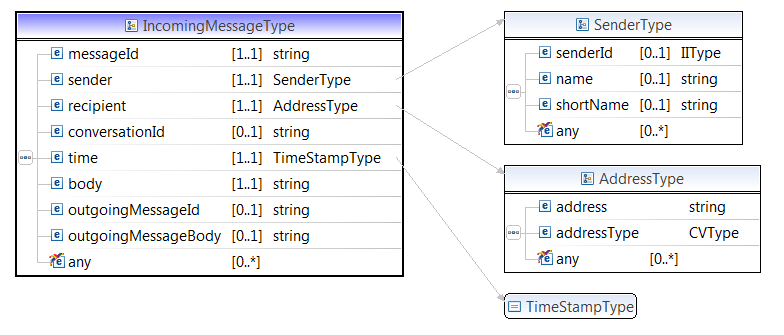 IncomingMessageType
messageId [1..1] string
sender [1..1] SenderType
recipient [1..1] AddressType
conversationId [0..1] string
time [1..1] TimeStampType
body [1..1] string
outgoingMessageId [0..1] string
outgoingMessageBody [0..1] string
any [0..*]
SenderType
senderId [0..1] IIType
name [0..1] string
shortName [0..1] string
any [0..*]
AddressType
address string
addressType CVType
any [0..*]
TimeStampType